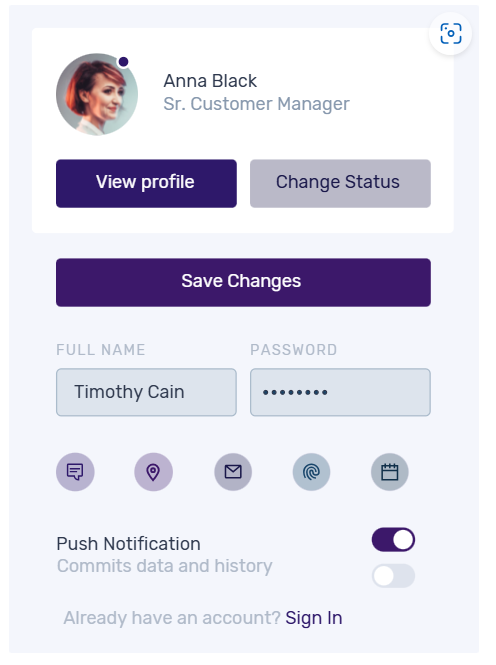 Anna Black
Sr. Customer Manager
View profile
Change Status
Save Changes
FULL NAME
PASSWORD
Timothy Cain
••••••••
Push Notification
Commits data and history
Already have an account? Sign In